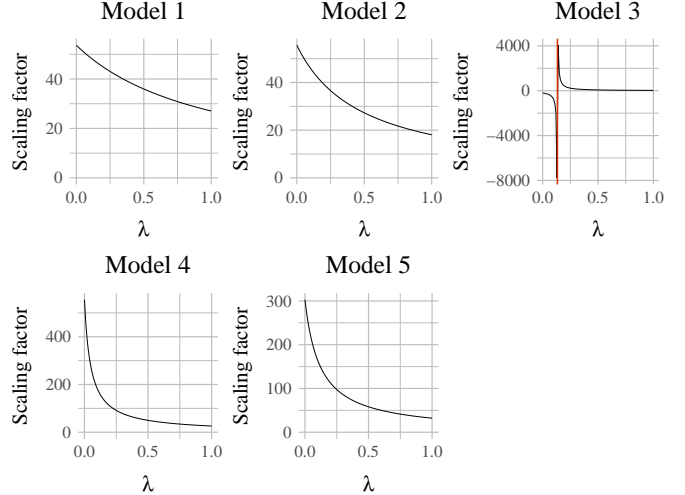 Model 1
Scaling factor
40
20
0
0.0 0.5 1.0
λ
Model 2
Scaling factor
40
20
0
0.0 0.5 1.0
λ
Model 3
Scaling factor
4000
0
−4000
−8000
0.0 0.5 1.0
λ
Model 4
Scaling factor
400
200
0
0.0 0.5 1.0
λ
Model 5
Scaling factor
300
200
100
0
0.0 0.5 1.0
λ